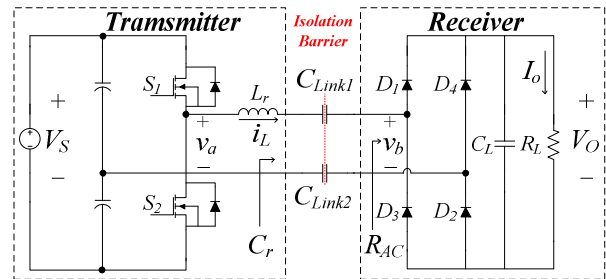 Tramsmitter
Isolation
Barrier
Receiver
S1
Lr
CLink1
D1
D4
Io
+
VS
−
+
va
−
iL
+
vb
−
CL
RL
+
VO
−
S2
Cr
CLink2
RAC
D3
D2